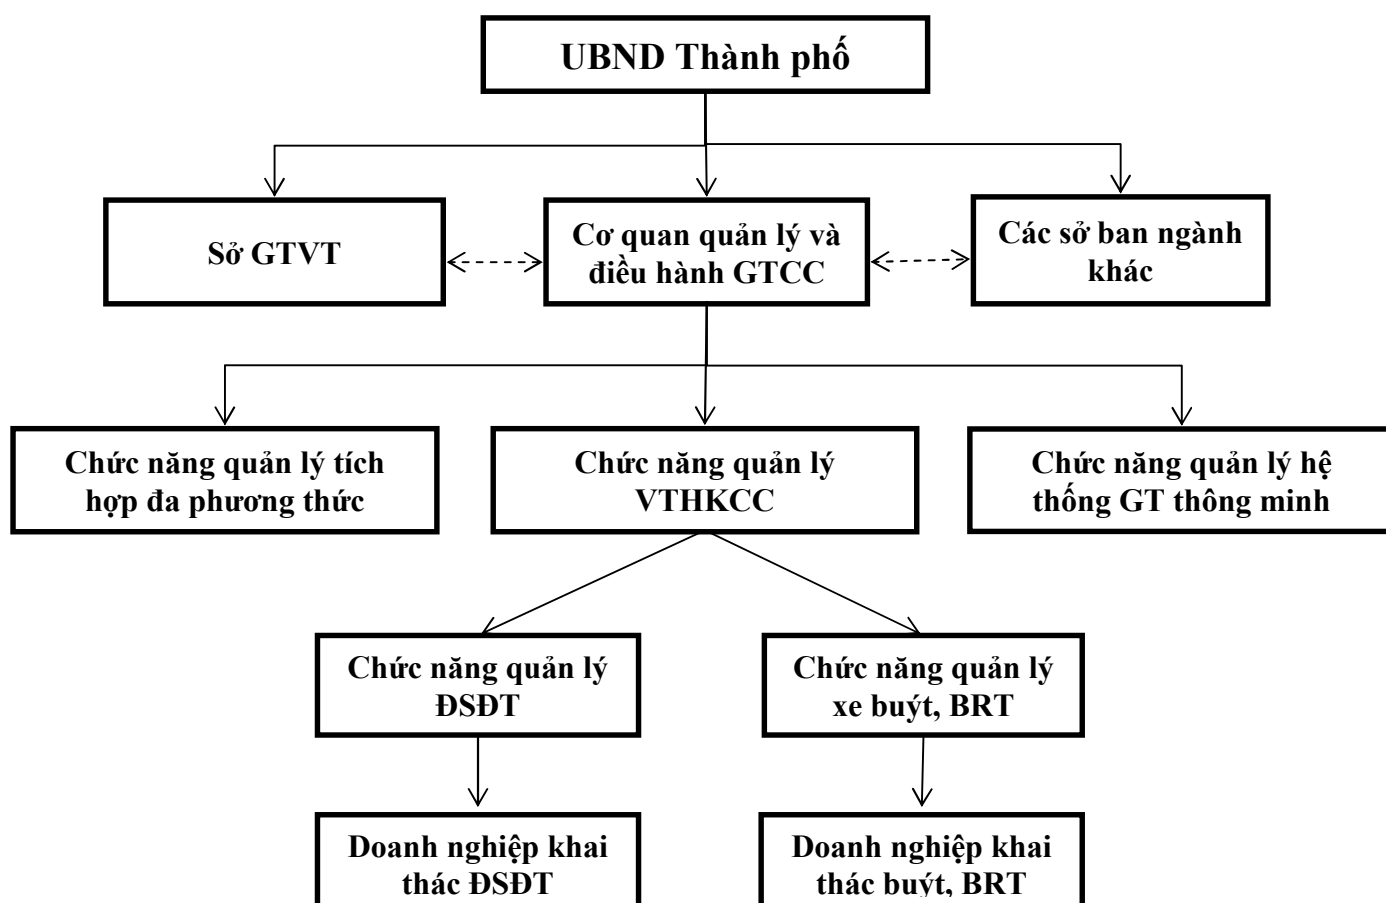 UBND Thành phố
Sở GTVT
Cơ quan quản lý và
điều hành GTCC
Các sở ban ngành
khác
Chức năng quản lý tích
hợp đa phương thức
Chức năng quản lý
VTHKCC
Chức năng quản lý hệ
thống GT thông minh
Chức năng quản lý
ĐSĐT
Chức năng quản lý
xe buýt, BRT
Doanh nghiệp khai
thác ĐSĐT
Doanh nghiệp khai
thác buýt, BRT